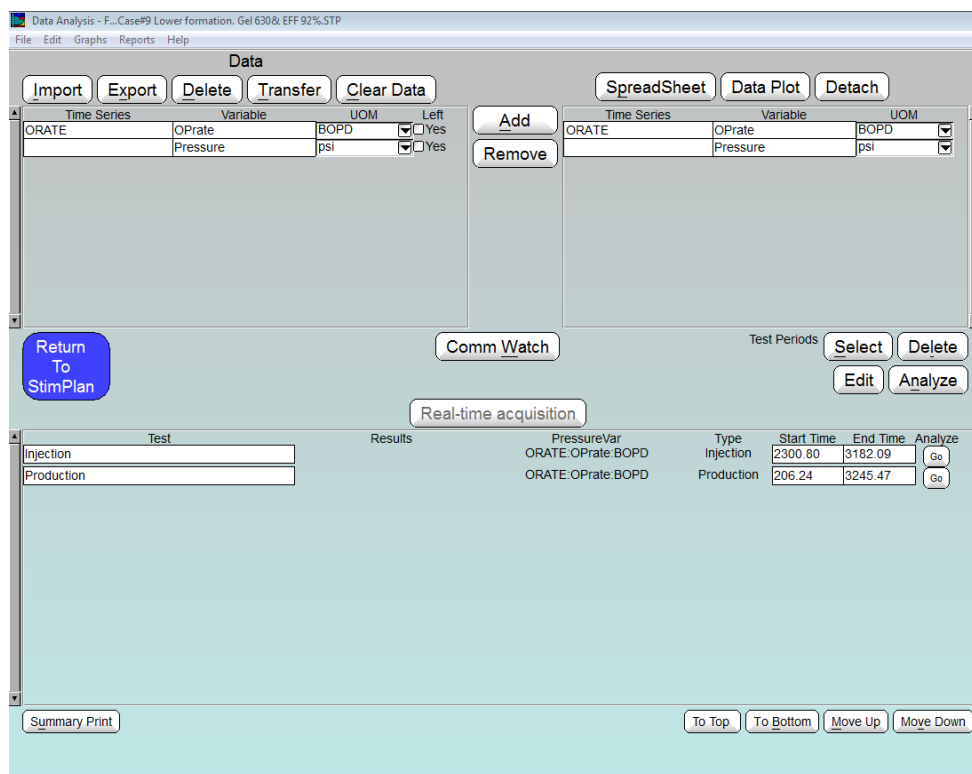 Data Analysis - F...Case#9 Lower formation. Gel 630& EFF 92%.STP
File Edit Graphs Reports Help
Data
Import Export Delete Transfer Clear Data SpreadSheet Data Plot Detach
Time Series Variable UOM Left Add Time Series Variable UOM
ORATE OPrate BOPD Yes ORATE OPrate BOPD
Pressure psi Yes Remove Pressure psi
Return
To
StimPlan
Comm Watch
Test Periods Select Delete
Edit Analyze
Real-time acquisition
Test Results PressureVar Type Start Time End Time Analyze
Injection ORATE:OPrate:BOPD Injection 2300.80 3182.09 Go
Production ORATE:OPrate:BOPD Production 206.24 3245.47 Go
Summary Print To Top To Bottom Move Up Move Down